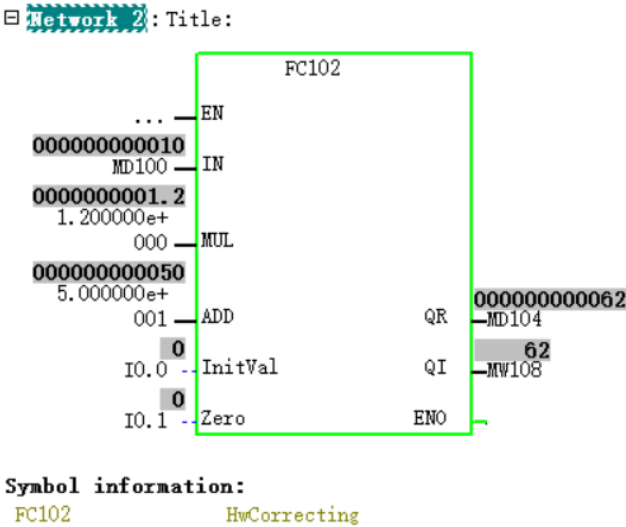 Network 2: Title:
FC102
... EN
000000000010
MD100 IN
0000000001.2
1.200000e+
000 MUL
000000000050
5.000000e+
001 ADD
000000000062
QR MD104
0
I0.0 InitVal
62
QI MW108
0
I0.1 Zero
ENO
Symbol information:
FC102 HwCorrecting